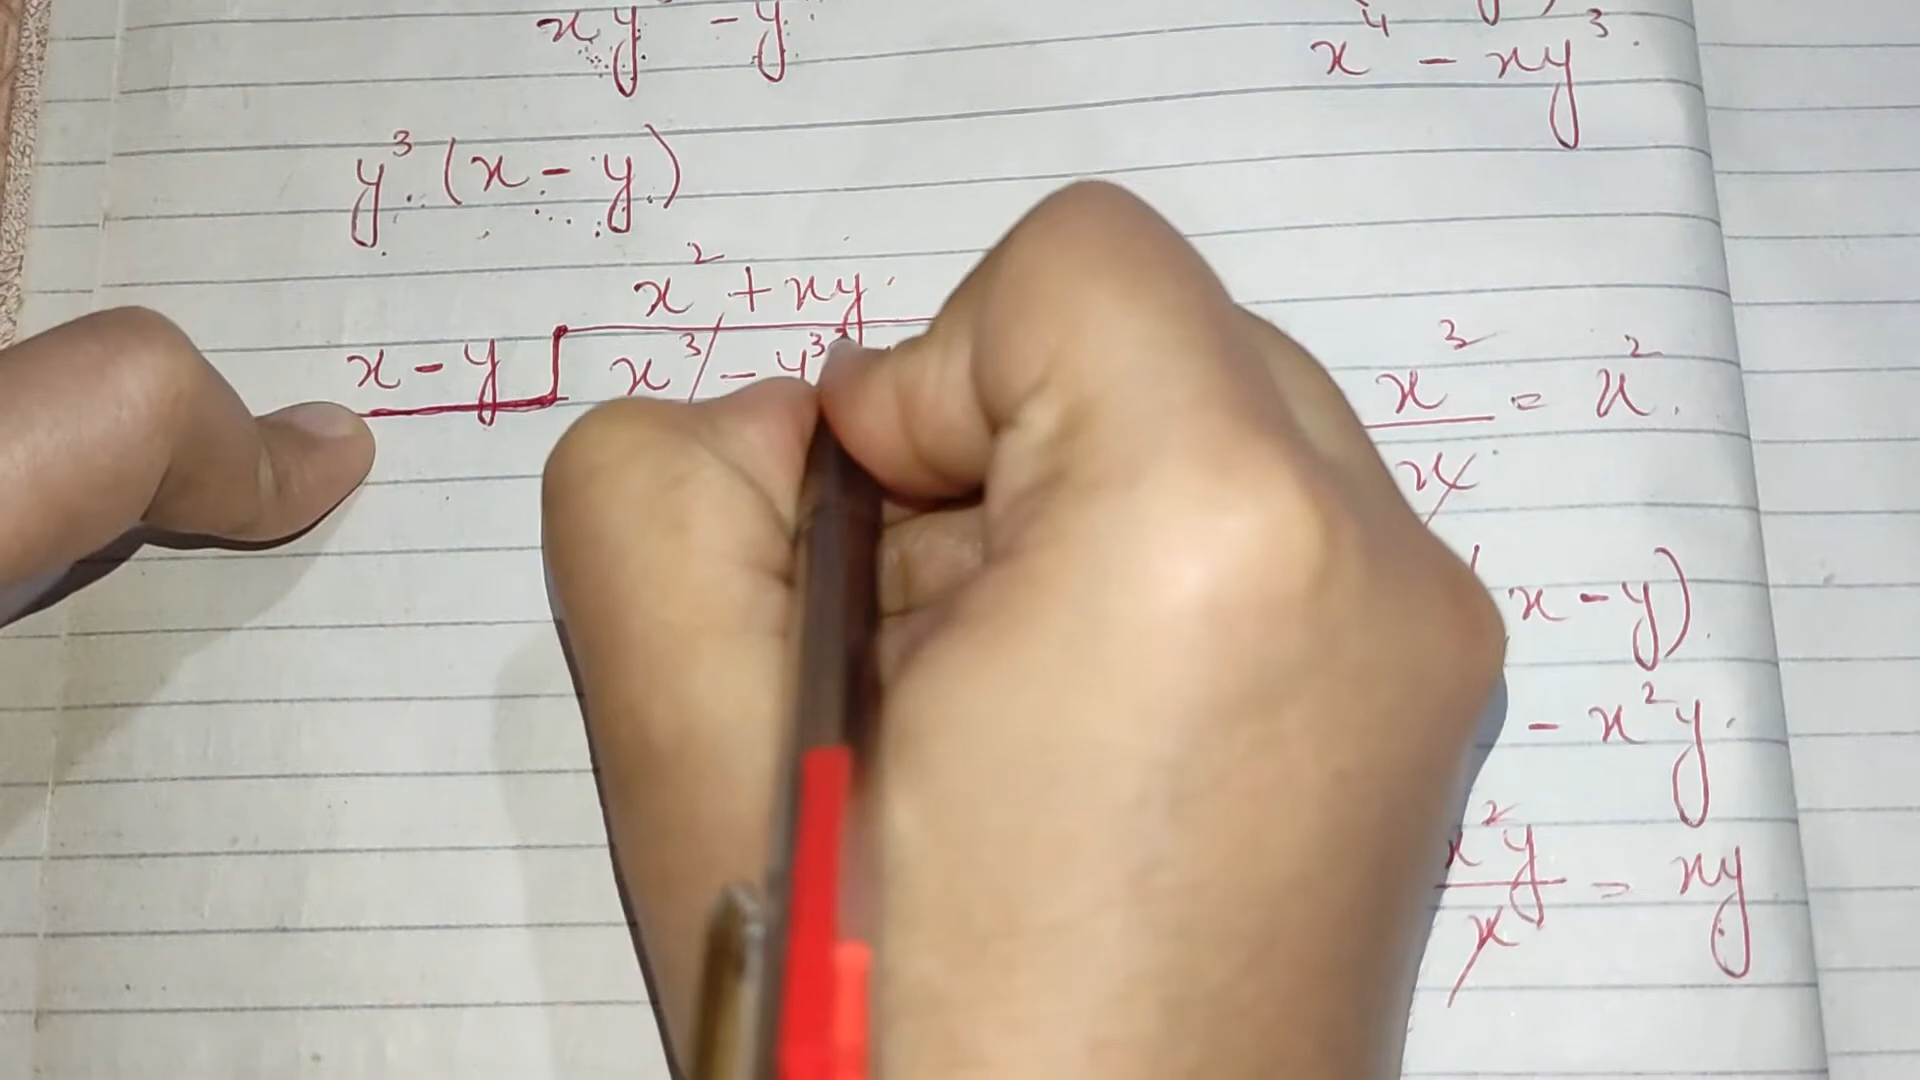 xy - y
x⁴ - xy³
y³ (x - y)
x² + xy
x - y x³ - y³
x³ = x²
x
x - y)
- x²y
x²y = xy
x